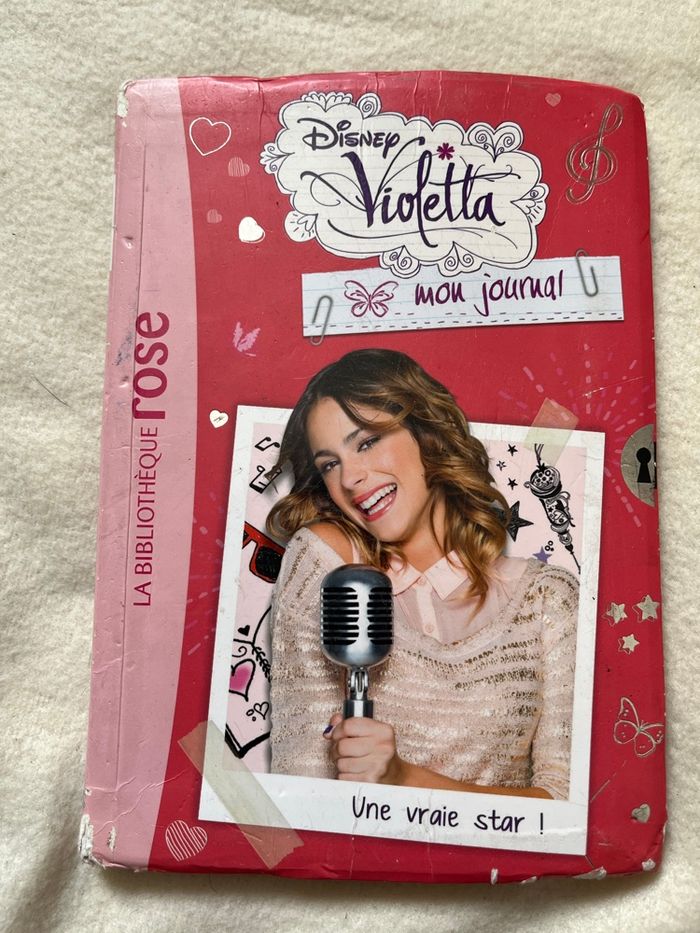 Disney
Violetta
mon journal
LA BIBLIOTHÈQUE rose
Une vraie star !